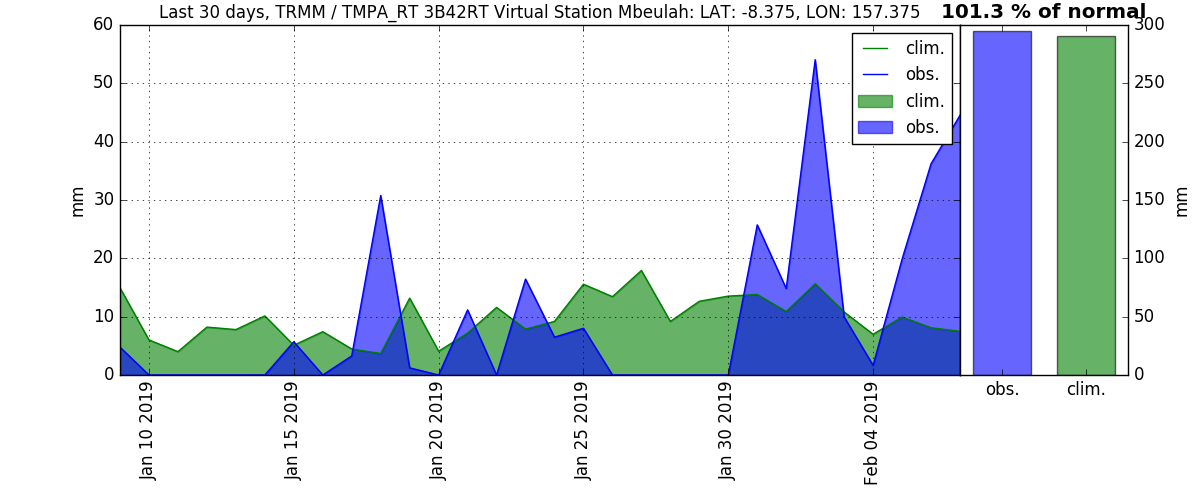 Last 30 days, TRMM / TMPA_RT 3B42RT Virtual Station Mbeulah: LAT: -8.375, LON: 157.375
101.3 % of normal
60
50
40
30
20
10
0
mm
clim.
obs.
clim.
obs.
300
250
200
150
100
50
0
mm
obs.
clim.
Jan 10 2019
Jan 15 2019
Jan 20 2019
Jan 25 2019
Jan 30 2019
Feb 04 2019